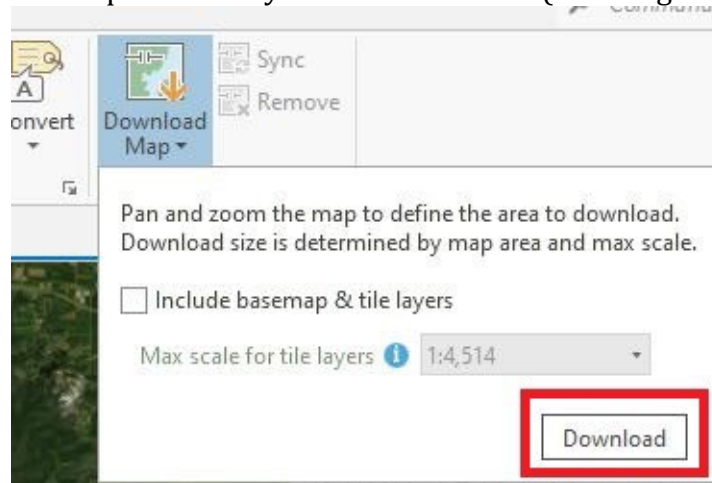 Command
A
onvert
Download
Map
Sync
Remove
Pan and zoom the map to define the area to download.
Download size is determined by map area and max scale.
Include basemap & tile layers
Max scale for tile layers
1:4,514
Download